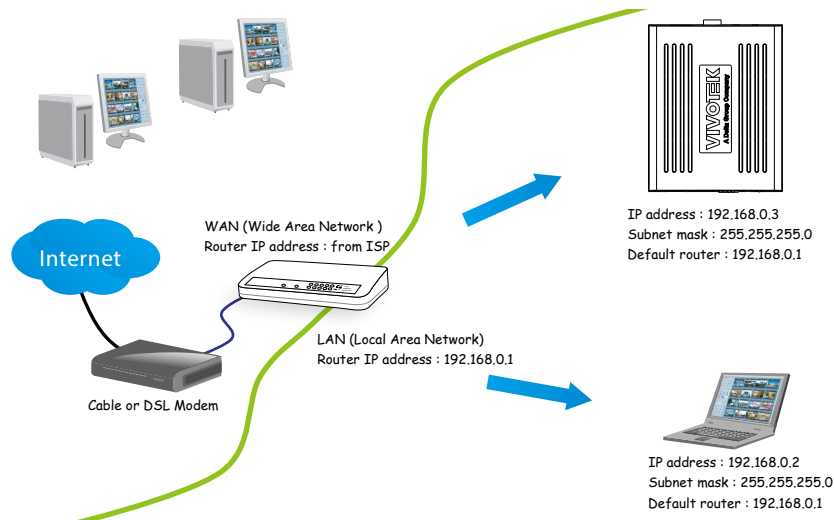 WAN (Wide Area Network )
Router IP address : from ISP
Internet
LAN (Local Area Network)
Router IP address : 192.168.0.1
Cable or DSL Modem
VIVOTEK
A Delta Group Company
IP address : 192.168.0.3
Subnet mask : 255.255.255.0
Default router : 192.168.0.1
IP address : 192.168.0.2
Subnet mask : 255.255.255.0
Default router : 192.168.0.1